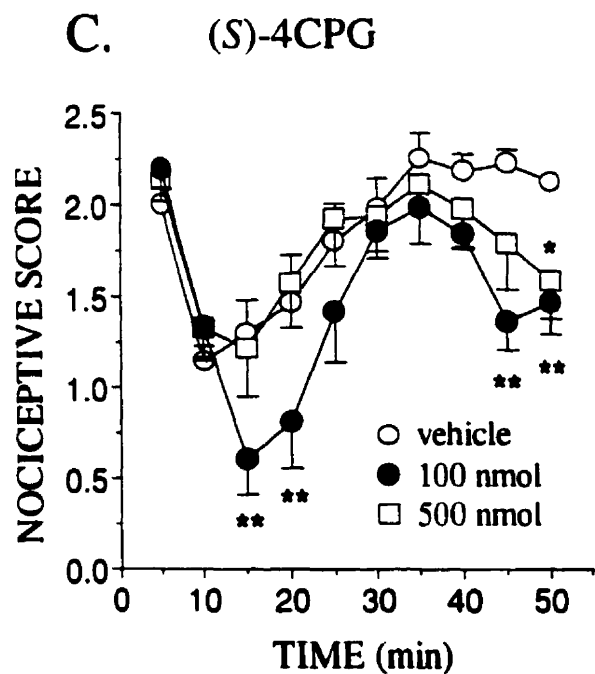 C. (S)-4CPG
NOCICEPTIVE SCORE
2.5
2.0
1.5
1.0
0.5
0.0
*
** **
** **
vehicle
100 nmol
500 nmol
0 10 20 30 40 50
TIME (min)